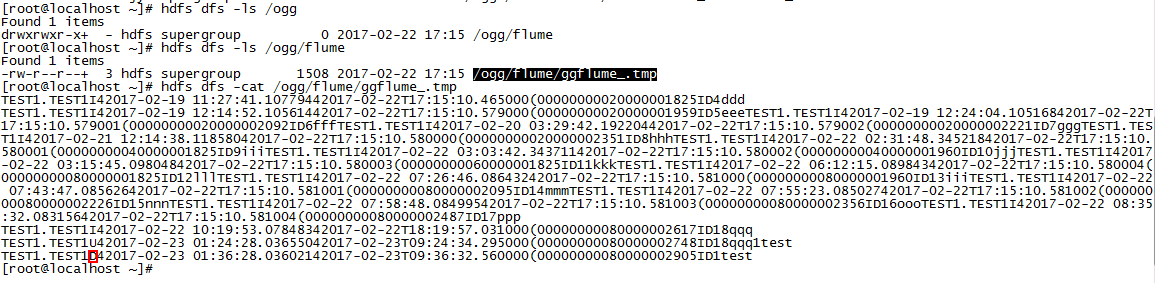 [root@localhost ~]# hdfs dfs -ls /ogg
Found 1 items
drwxrwxr-x+  - hdfs supergroup          0 2017-02-22 17:15 /ogg/flume
[root@localhost ~]# hdfs dfs -ls /ogg/flume
Found 1 items
-rw-r--r--+  3 hdfs supergroup       1508 2017-02-22 17:15 /ogg/flume/ggflume_.tmp
[root@localhost ~]# hdfs dfs -cat /ogg/flume/ggflume_.tmp
TEST1.TEST1I42017-02-19 11:27:41.10779442017-02-22T17:15:10.465000(00000000020000001825ID4ddd
TEST1.TEST1I42017-02-19 12:14:52.10561442017-02-22T17:15:10.579000(00000000020000001959ID5eeeTEST1.TEST1I42017-02-19 12:24:04.10516842017-02-22T
17:15:10.579001(00000000020000002092ID6fffTEST1.TEST1I42017-02-20 03:29:42.19220442017-02-22T17:15:10.579002(00000000020000002221ID7gggTEST1.TES
T1I42017-02-21 12:14:38.11858042017-02-22T17:15:10.580000(00000000020000002351ID8hhhTEST1.TEST1I42017-02-22 02:31:48.34521842017-02-22T17:15:10.
580001(00000000040000001825ID9iiiTEST1.TEST1I42017-02-22 03:03:42.34371142017-02-22T17:15:10.580002(00000000040000001960ID10jjjTEST1.TEST1I42017
-02-22 03:15:45.09804842017-02-22T17:15:10.580003(00000000060000001825ID11kkkTEST1.TEST1I42017-02-22 06:12:15.08984342017-02-22T17:15:10.580004(
00000000080000001825ID12lllTEST1.TEST1I42017-02-22 07:26:46.08643242017-02-22T17:15:10.581000(00000000080000001960ID13iiiTEST1.TEST1I42017-02-22
 07:43:47.08562642017-02-22T17:15:10.581001(00000000080000002095ID14mmmTEST1.TEST1I42017-02-22 07:55:23.08502742017-02-22T17:15:10.581002(000000
00080000002226ID15nnnTEST1.TEST1I42017-02-22 07:58:48.08499542017-02-22T17:15:10.581003(00000000080000002356ID16oooTEST1.TEST1I42017-02-22 08:35
:32.08315642017-02-22T17:15:10.581004(00000000080000002487ID17ppp
TEST1.TEST1I42017-02-22 10:19:53.07848342017-02-22T18:19:57.031000(00000000080000002617ID18qqq
TEST1.TEST1U42017-02-23 01:24:28.03655042017-02-23T09:24:34.295000(00000000080000002748ID18qqq1test
TEST1.TEST1D42017-02-23 01:36:28.03602142017-02-23T09:36:32.560000(00000000080000002905ID1test
[root@localhost ~]#